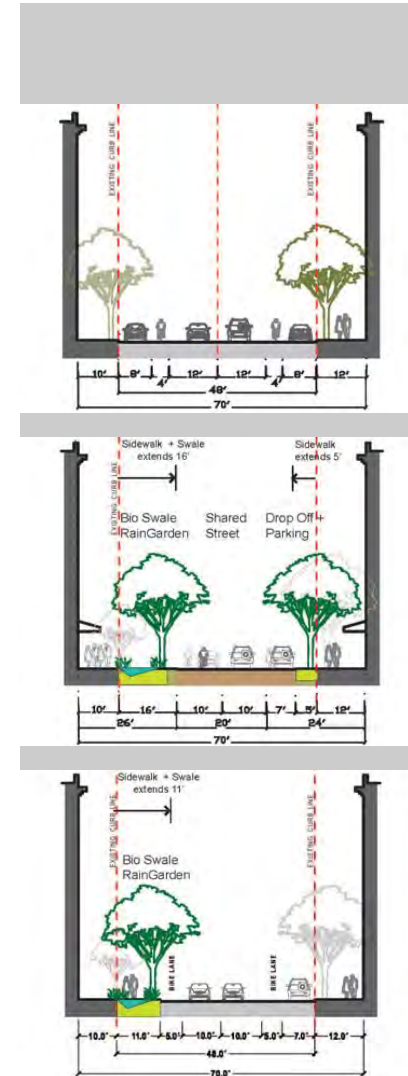 EXISTING CURB LINE
EXISTING CURB LINE
10' 8' 4' 12' 12' 4' 8' 12'
48'
70'
Sidewalk + Swale
extends 16'
Sidewalk
extends 5'
EXISTING CURB LINE
Bio Swale
RainGarden
Shared
Street
Drop Off +
Parking
10' 16' 10' 10' 7' 5' 12'
26' 20' 24'
70'
Sidewalk + Swale
extends 11'
EXISTING CURB LINE
EXISTING CURB LINE
Bio Swale
RainGarden
BIKE LANE
BIKE LANE
10.0' 11.0' 5.0' 10.0' 10.0' 5.0' 7.0' 12.0'
48.0'
70.0'